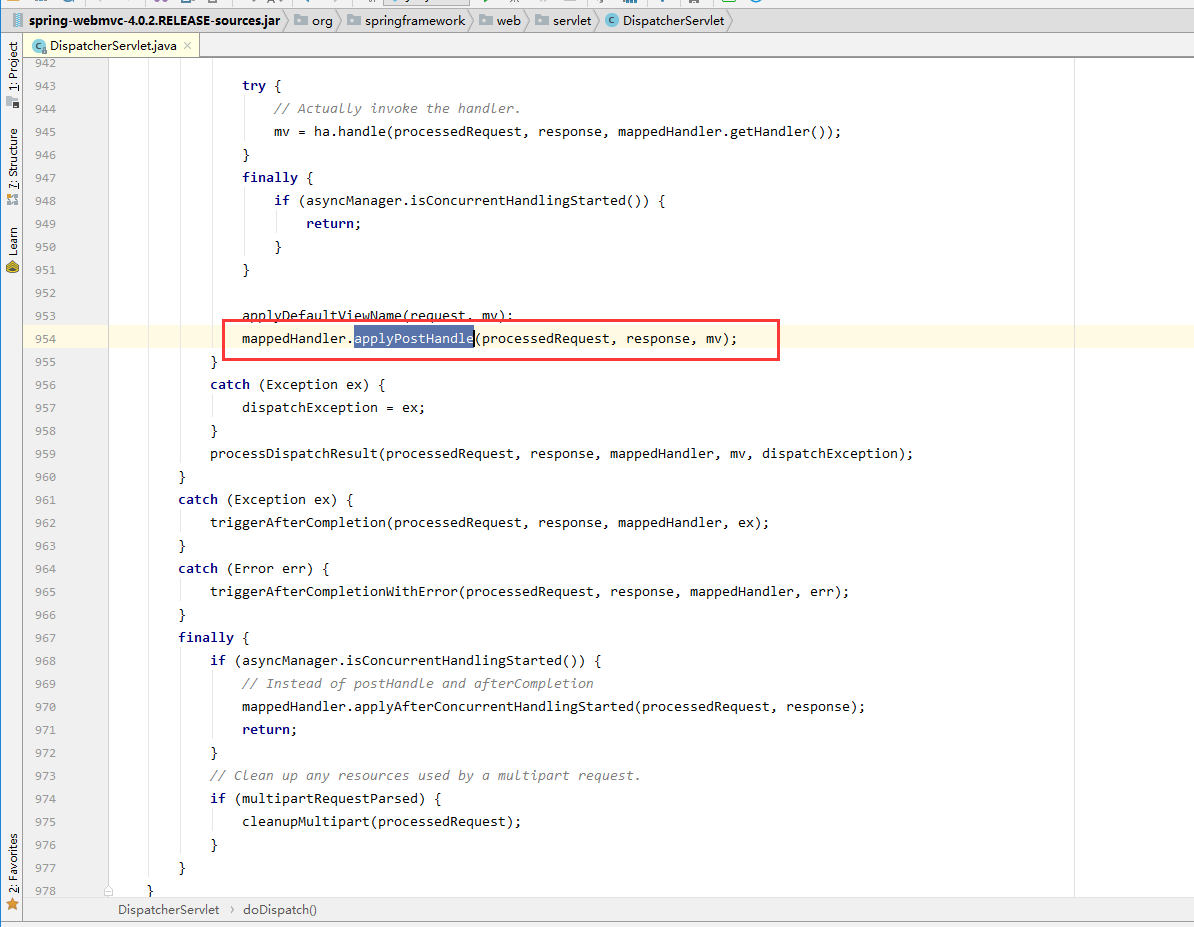 spring-webmvc-4.0.2.RELEASE-sources.jar org springframework web servlet DispatcherServlet
DispatcherServlet.java
1: Project
7: Structure
Learn
2: Favorites
942
943 try {
944 // Actually invoke the handler.
945 mv = ha.handle(processedRequest, response, mappedHandler.getHandler());
946 }
947 finally {
948 if (asyncManager.isConcurrentHandlingStarted()) {
949 return;
950 }
951 }
952
953 applyDefaultViewName(request, mv);
954 mappedHandler.applyPostHandle(processedRequest, response, mv);
955 }
956 catch (Exception ex) {
957 dispatchException = ex;
958 }
959 processDispatchResult(processedRequest, response, mappedHandler, mv, dispatchException);
960 }
961 catch (Exception ex) {
962 triggerAfterCompletion(processedRequest, response, mappedHandler, ex);
963 }
964 catch (Error err) {
965 triggerAfterCompletionWithError(processedRequest, response, mappedHandler, err);
966 }
967 finally {
968 if (asyncManager.isConcurrentHandlingStarted()) {
969 // Instead of postHandle and afterCompletion
970 mappedHandler.applyAfterConcurrentHandlingStarted(processedRequest, response);
971 return;
972 }
973 // Clean up any resources used by a multipart request.
974 if (multipartRequestParsed) {
975 cleanupMultipart(processedRequest);
976 }
977 }
978 }
DispatcherServlet › doDispatch()